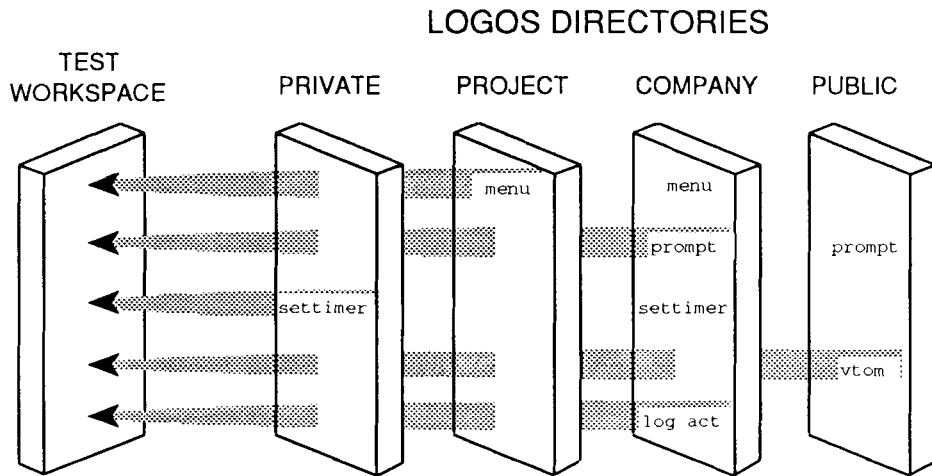 LOGOS DIRECTORIES
TEST
WORKSPACE
PRIVATE
PROJECT
COMPANY
PUBLIC
menu
menu
prompt
prompt
settimer
settimer
vtom
log act